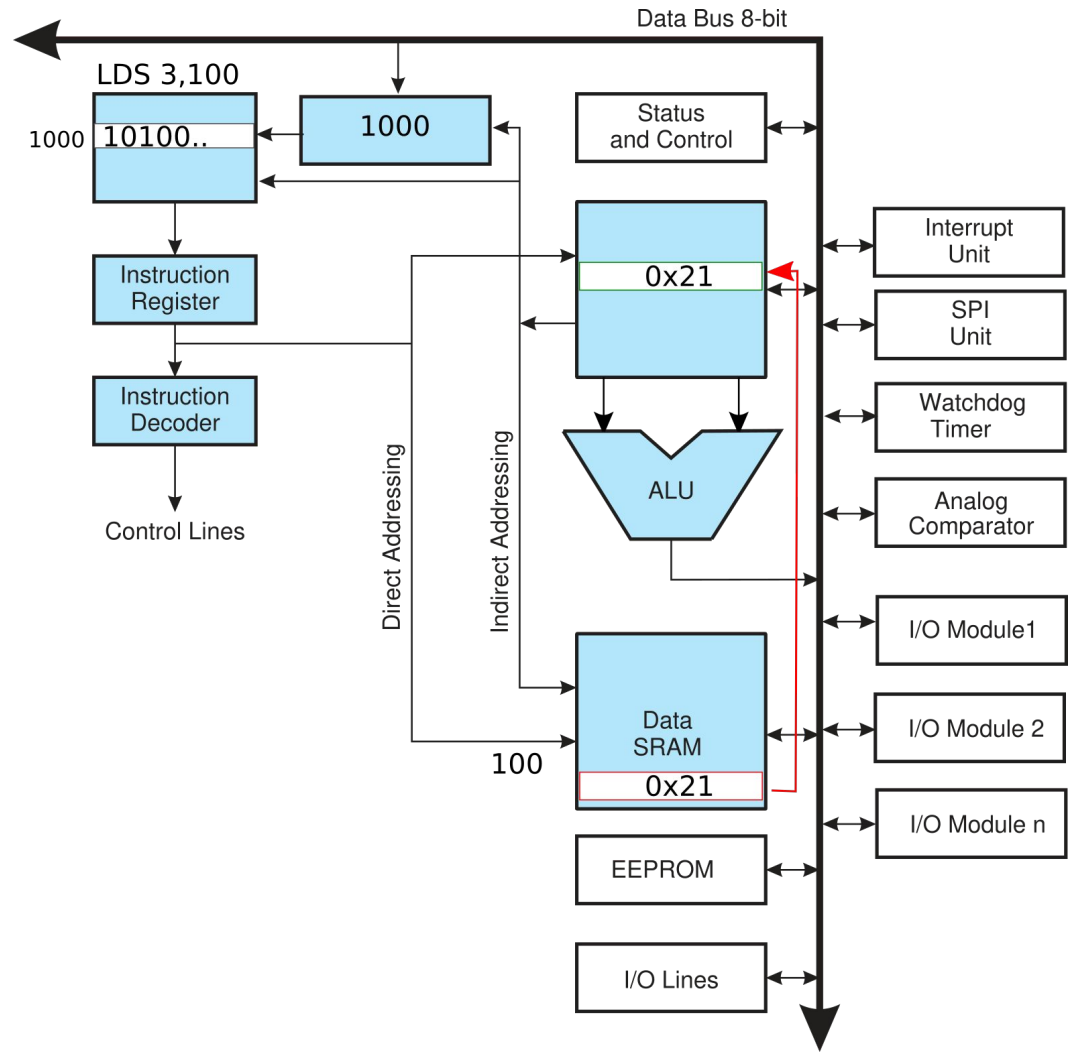 Data Bus 8-bit
LDS 3,100
1000
10100..
1000
Status
and Control
Interrupt
Unit
Instruction
Register
0x21
SPI
Unit
Instruction
Decoder
Watchdog
Timer
ALU
Analog
Comparator
Control Lines
Direct Addressing
Indirect Addressing
I/O Module1
Data
SRAM
I/O Module 2
100
0x21
I/O Module n
EEPROM
I/O Lines